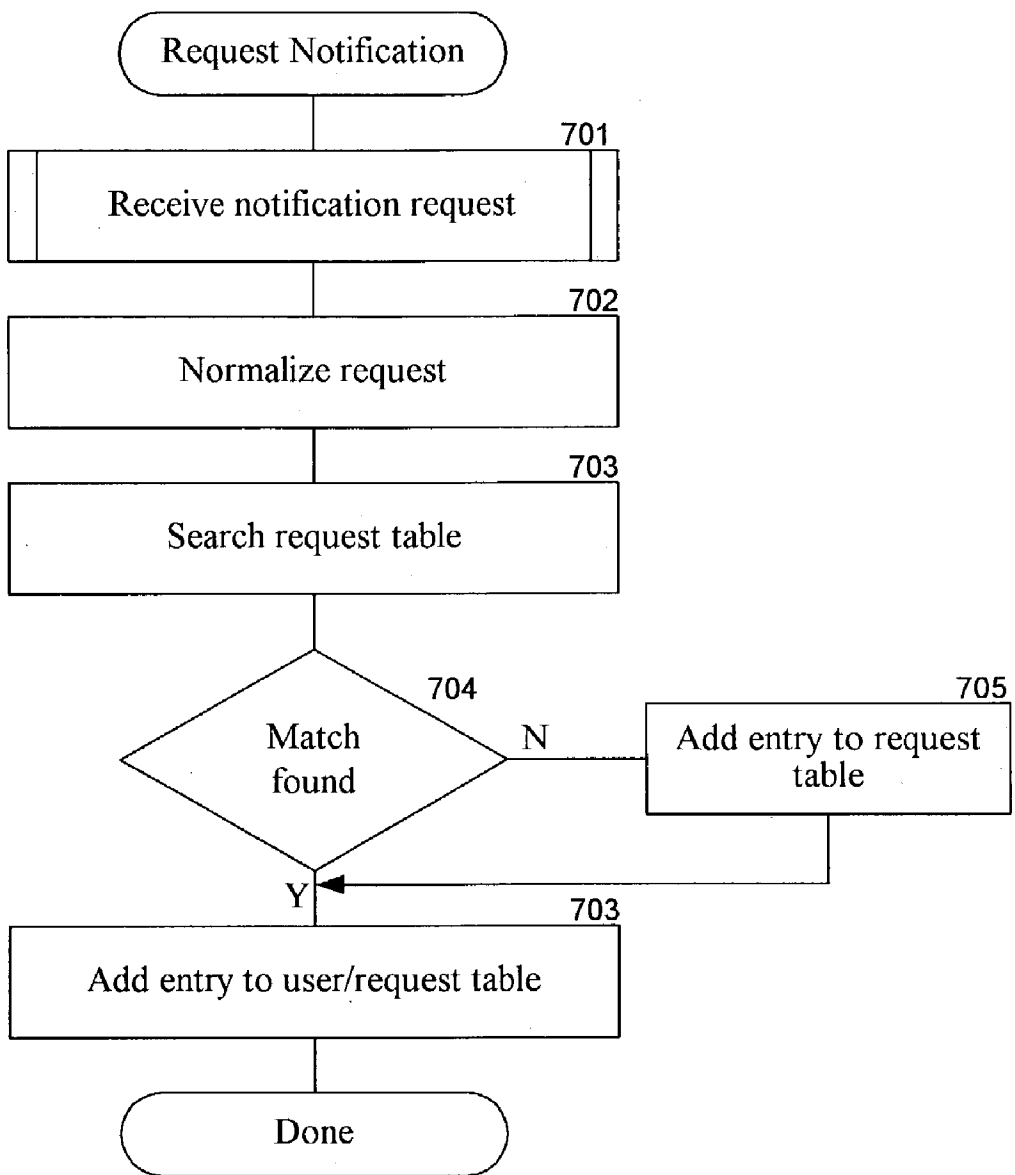 Request Notification
701
Receive notification request
702
Normalize request
703
Search request table
704
Match
found
N
705
Add entry to request
table
Y
703
Add entry to user/request table
Done